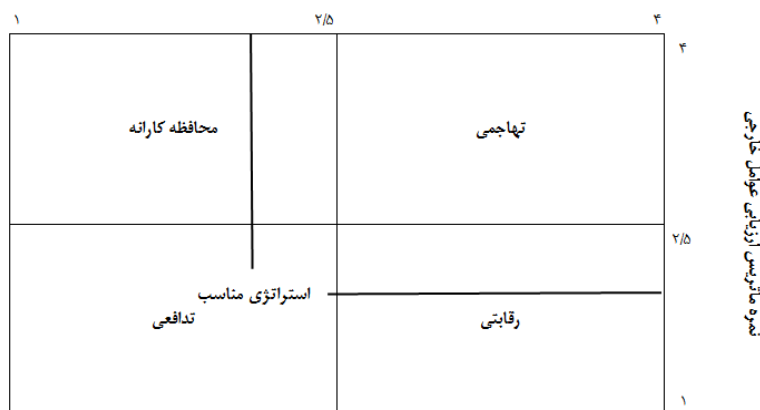 ۱ ۲/۵ ۴
۴
محافظه کارانه تهاجمی
نمره ماتریس ارزیابی عوامل خارجی
۲/۵
استراتژی مناسب
تدافعی رقابتی
۱